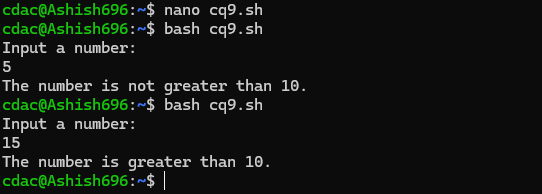 cdac@Ashish696:~$ nano cq9.sh
cdac@Ashish696:~$ bash cq9.sh
Input a number:
5
The number is not greater than 10.
cdac@Ashish696:~$ bash cq9.sh
Input a number:
15
The number is greater than 10.
cdac@Ashish696:~$